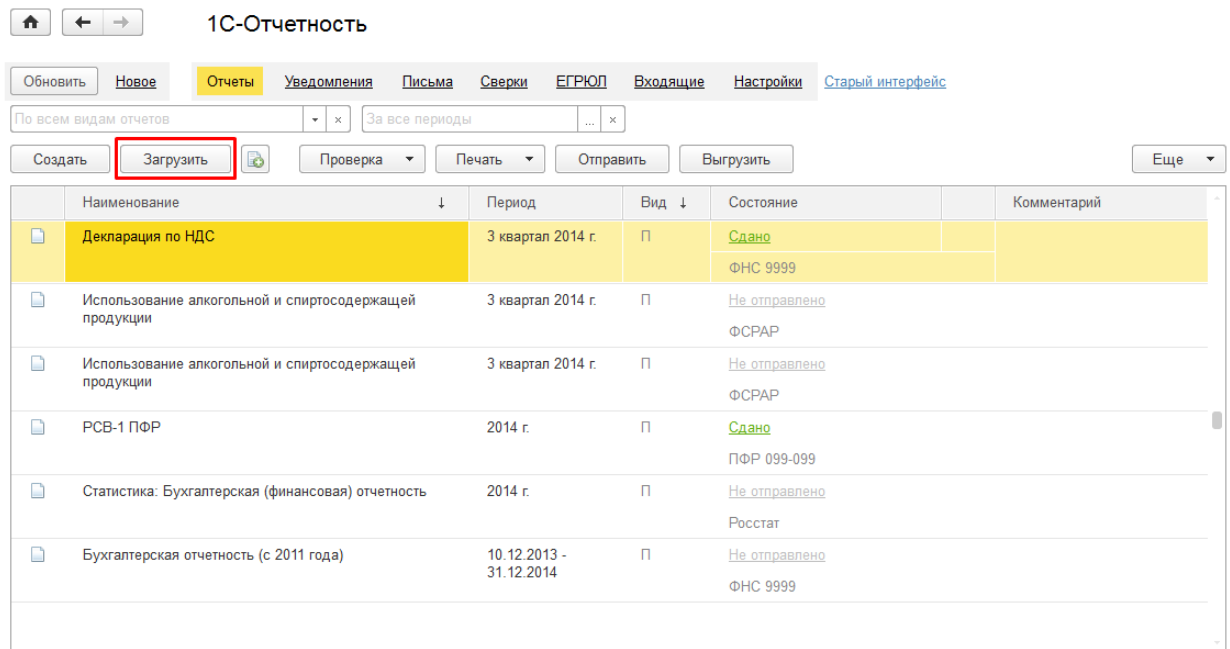 1С-Отчетность
Обновить Новое Отчеты Уведомления Письма Сверки ЕГРЮЛ Входящие Настройки Старый интерфейс
По всем видам отчетов За все периоды ...
Создать Загрузить Проверка Печать Отправить Выгрузить Еще
Наименование ↓ Период Вид ↓ Состояние Комментарий
Декларация по НДС 3 квартал 2014 г. П Сдано
ФНС 9999
Использование алкогольной и спиртосодержащей 3 квартал 2014 г. П Не отправлено
продукции
ФСРАР
Использование алкогольной и спиртосодержащей 3 квартал 2014 г. П Не отправлено
продукции
ФСРАР
РСВ-1 ПФР 2014 г. П Сдано
ПФР 099-099
Статистика: Бухгалтерская (финансовая) отчетность 2014 г. П Не отправлено
Росстат
Бухгалтерская отчетность (с 2011 года) 10.12.2013 - П Не отправлено
31.12.2014
ФНС 9999